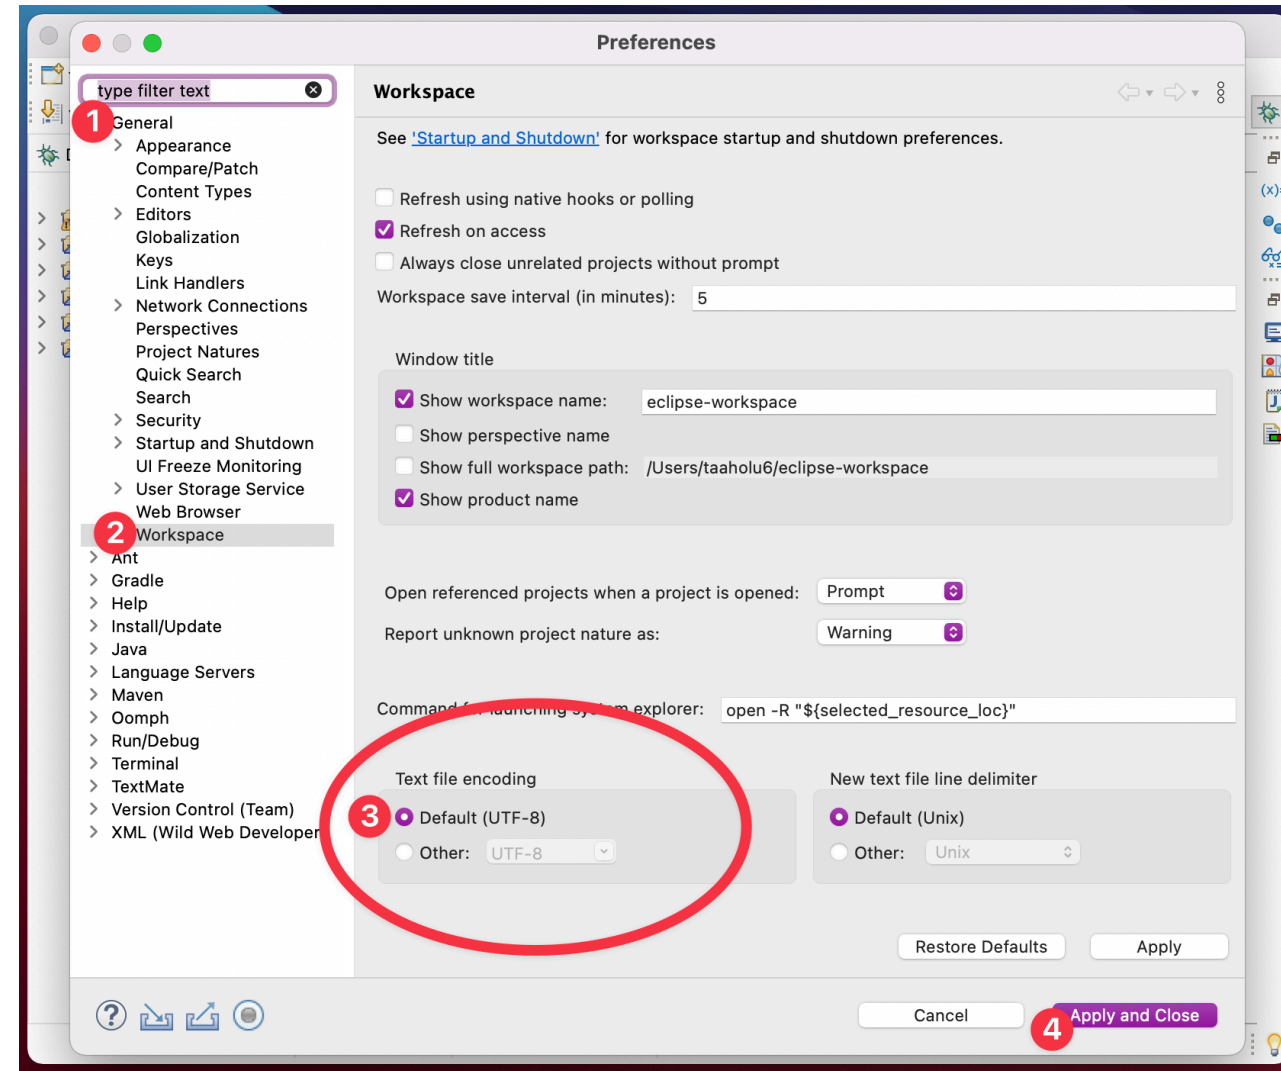 Preferences
type filter text
1
General
Appearance
Compare/Patch
Content Types
Editors
Globalization
Keys
Link Handlers
Network Connections
Perspectives
Project Natures
Quick Search
Search
Security
Startup and Shutdown
UI Freeze Monitoring
User Storage Service
Web Browser
2
Workspace
Ant
Gradle
Help
Install/Update
Java
Language Servers
Maven
Oomph
Run/Debug
Terminal
TextMate
Version Control (Team)
XML (Wild Web Developer
Workspace
See 'Startup and Shutdown' for workspace startup and shutdown preferences.
Refresh using native hooks or polling
Refresh on access
Always close unrelated projects without prompt
Workspace save interval (in minutes): 5
Window title
Show workspace name: eclipse-workspace
Show perspective name
Show full workspace path: /Users/taaholu6/eclipse-workspace
Show product name
Open referenced projects when a project is opened: Prompt
Report unknown project nature as: Warning
Command for launching system explorer: open -R "${selected_resource_loc}"
Text file encoding
3
Default (UTF-8)
Other: UTF-8
New text file line delimiter
Default (Unix)
Other: Unix
Restore Defaults
Apply
Cancel
4
Apply and Close
(x)=